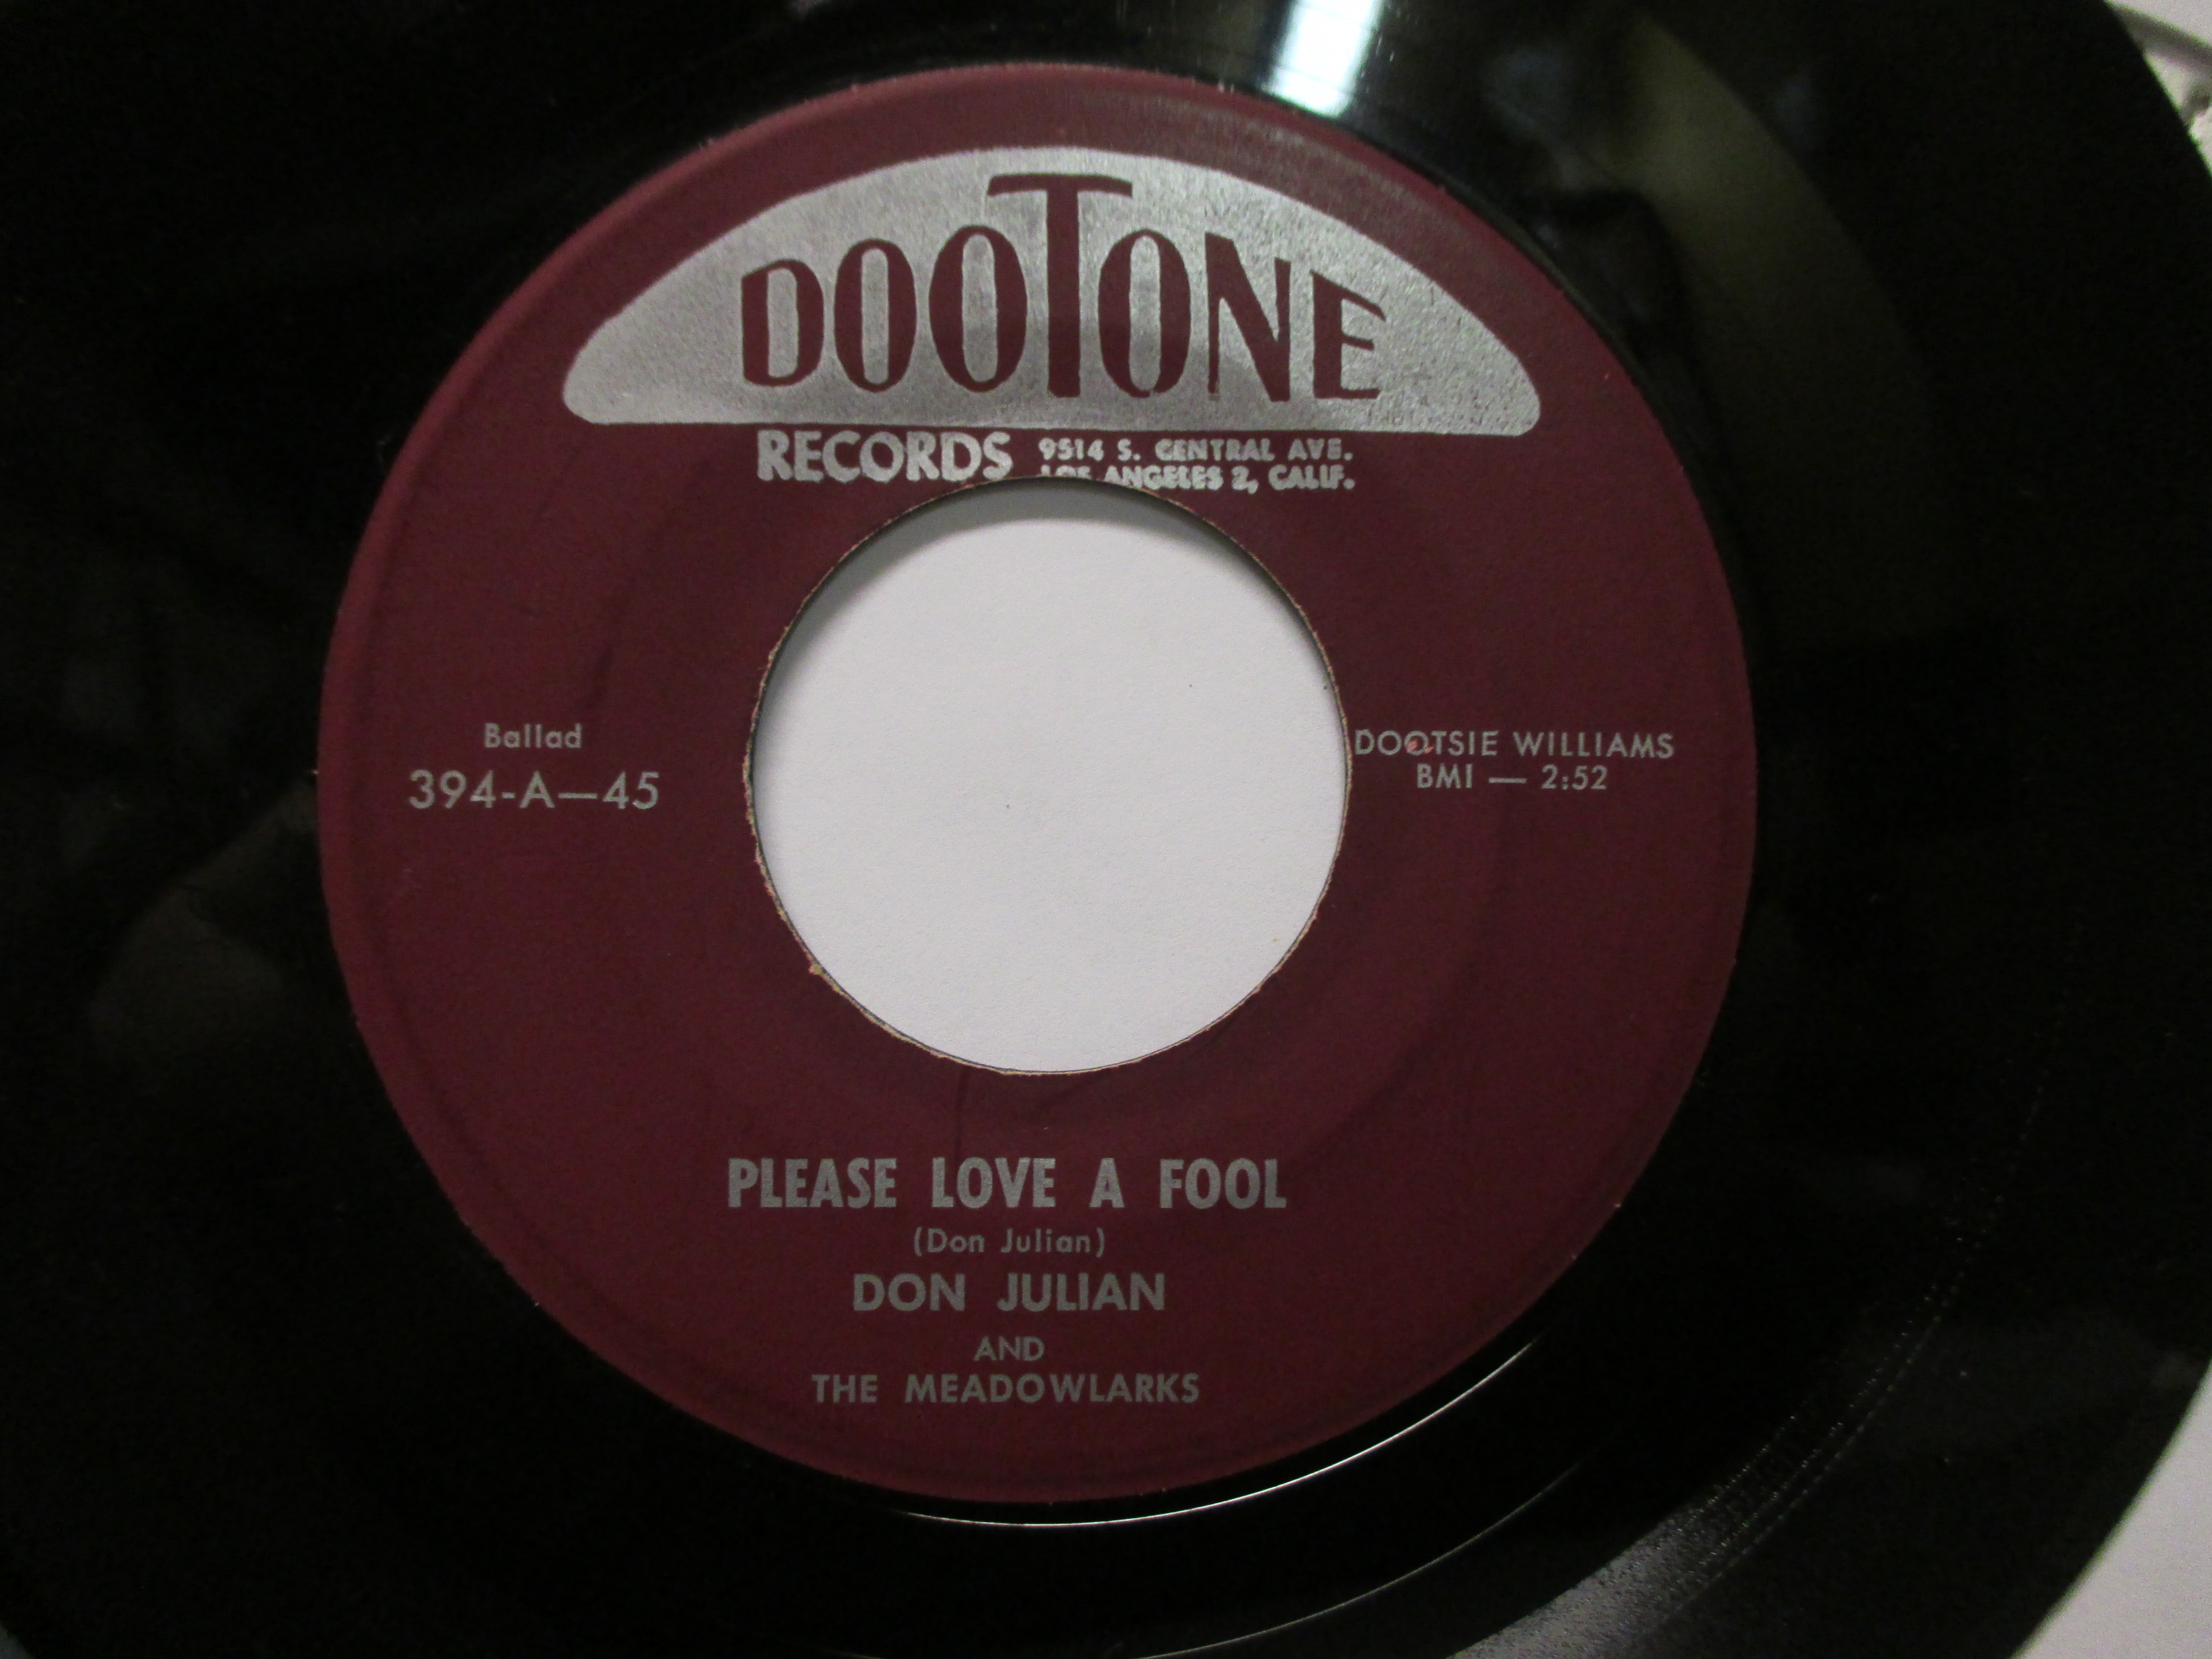 DOOTONE
RECORDS 9514 S. CENTRAL AVE.
LOS ANGELES 2, CALIF.
Ballad
394-A—45
DOOTSIE WILLIAMS
BMI — 2:52
PLEASE LOVE A FOOL
(Don Julian)
DON JULIAN
AND
THE MEADOWLARKS